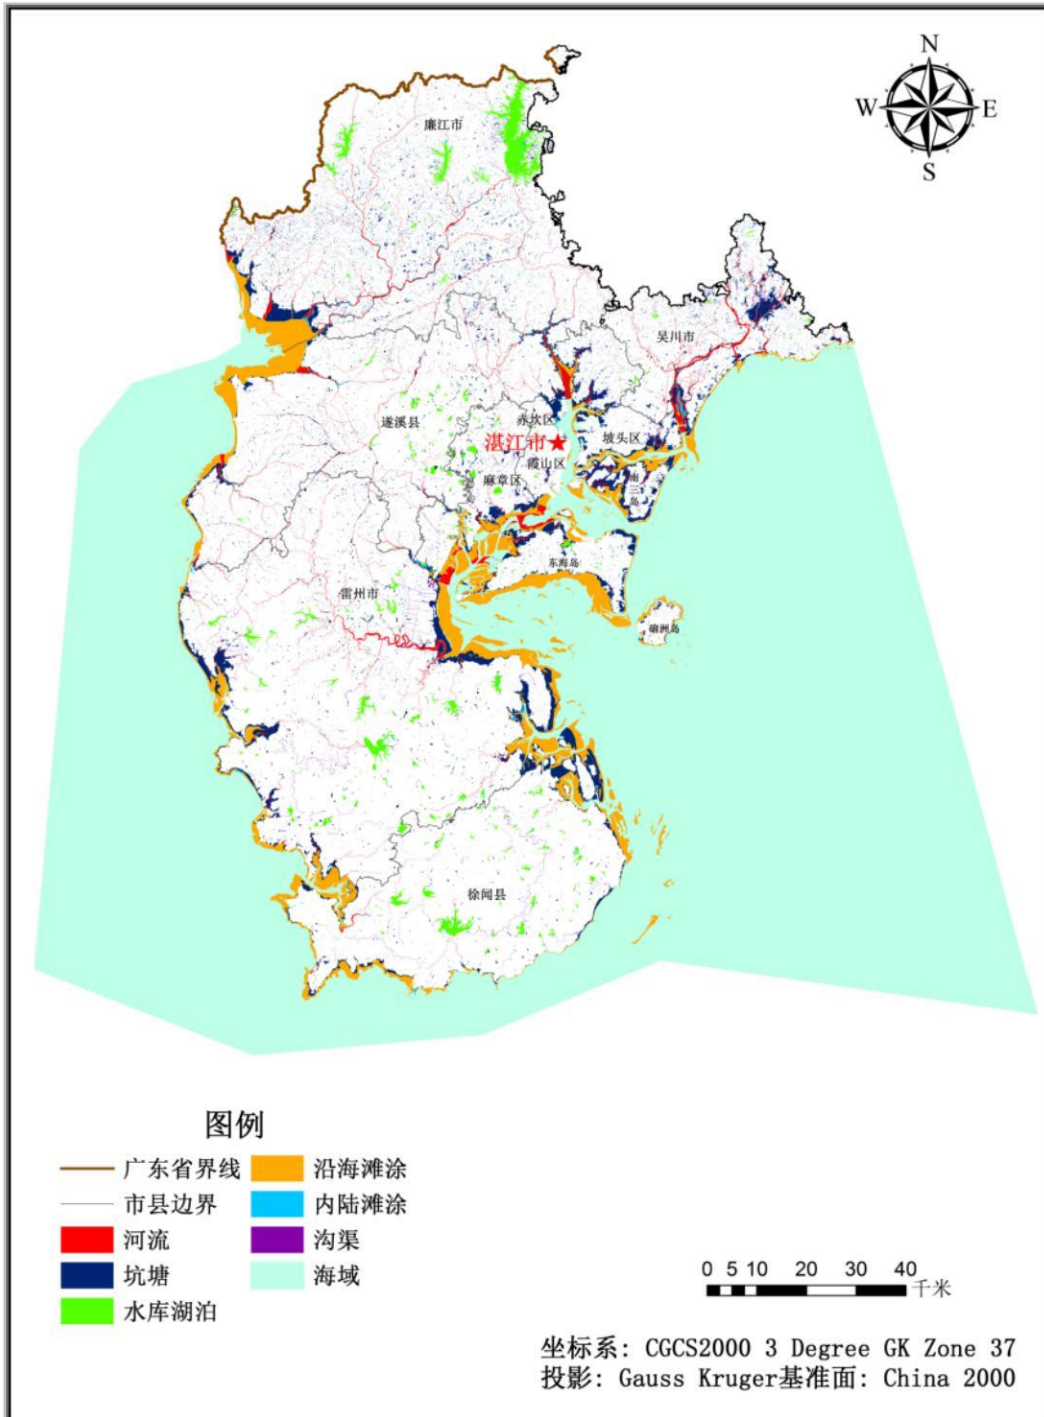 N
W
E
S
廉江市
吴川市
遂溪县
赤坎区
坡头区
湛江市
霞山区
麻章区
南三岛
东海岛
雷州市
硇洲岛
徐闻县
图例
广东省界线
沿海滩涂
市县边界
内陆滩涂
河流
沟渠
坑塘
海域
水库湖泊
0 5 10 20 30 40
千米
坐标系: CGCS2000 3 Degree GK Zone 37
投影: Gauss Kruger基准面: China 2000